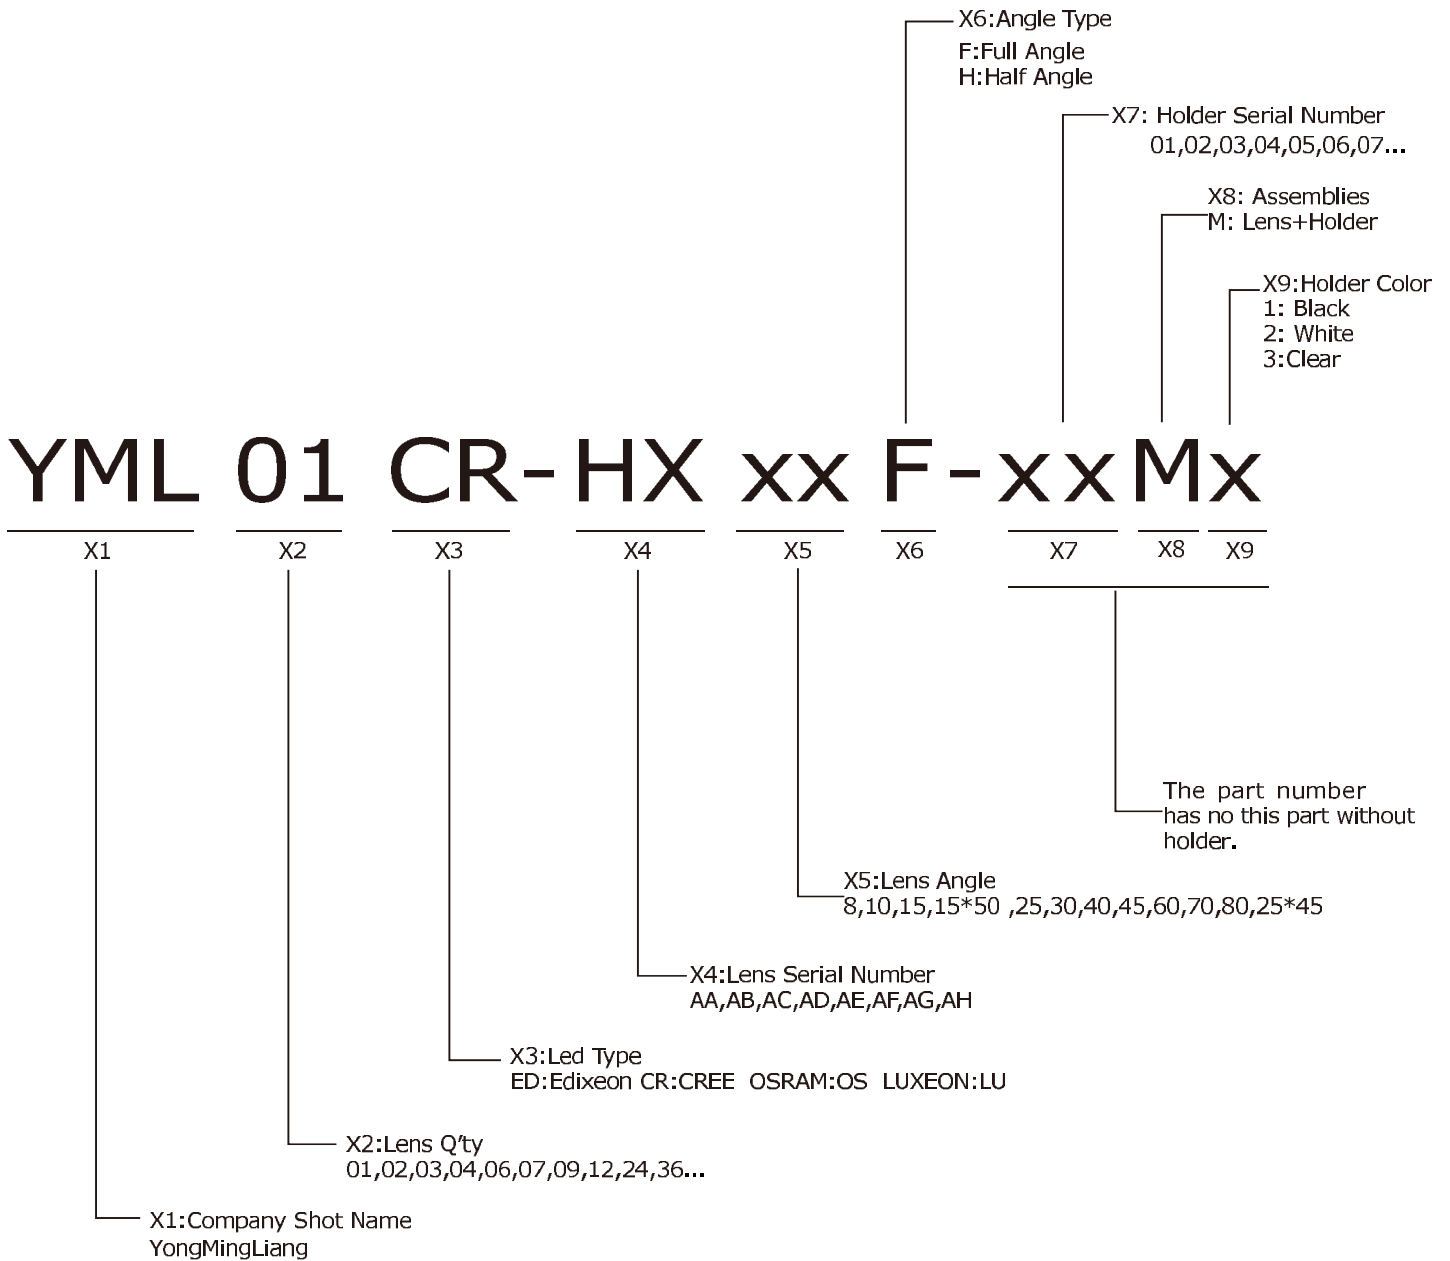 X6:Angle Type
F:Full Angle
H:Half Angle
X7: Holder Serial Number
01,02,03,04,05,06,07...
X8: Assemblies
M: Lens+Holder
X9:Holder Color
1: Black
2: White
3:Clear
YML 01 CR-HX xx F-xxMx
X1 X2 X3 X4 X5 X6 X7 X8 X9
The part number
has no this part without
holder.
X5:Lens Angle
8,10,15,15*50 ,25,30,40,45,60,70,80,25*45
X4:Lens Serial Number
AA,AB,AC,AD,AE,AF,AG,AH
X3:Led Type
ED:Edixeon CR:CREE OSRAM:OS LUXEON:LU
X2:Lens Q'ty
01,02,03,04,06,07,09,12,24,36...
X1:Company Shot Name
YongMingLiang